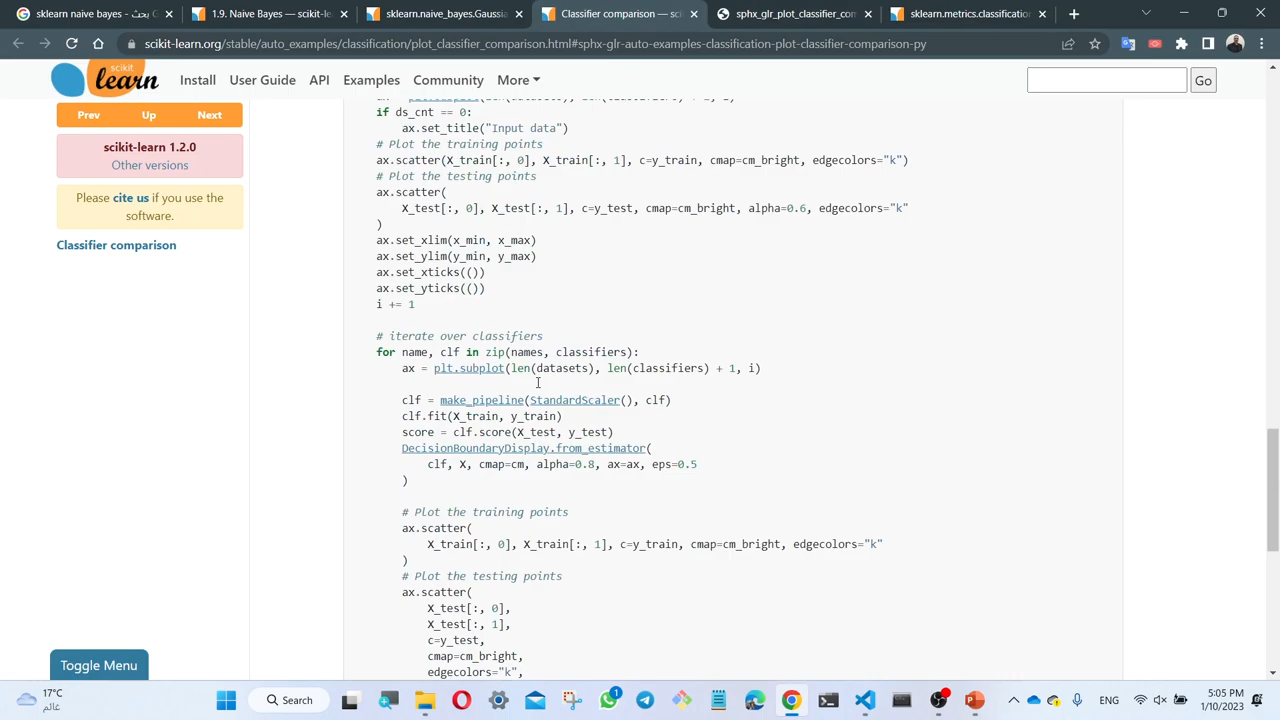 scikit-learn classifier com
1.9. Naive Bayes — scikit-le
sklearn.naive_bayes.Gaussia
Classifier comparison — scik
sphx_glr_plot_classifier_com
sklearn.metrics.classification
scikit-learn.org/stable/auto_examples/classification/plot_classifier_comparison.html#sphx-glr-auto-examples-classification-plot-classifier-comparison-py
scikit
learn
Install
User Guide
API
Examples
Community
More
Go
Prev
Up
Next
scikit-learn 1.2.0
Other versions
Please cite us if you use the
software.
Classifier comparison
if ds_cnt == 0:
ax.set_title("Input data")
# Plot the training points
ax.scatter(X_train[:, 0], X_train[:, 1], c=y_train, cmap=cm_bright, edgecolors="k")
# Plot the testing points
ax.scatter(
X_test[:, 0], X_test[:, 1], c=y_test, cmap=cm_bright, alpha=0.6, edgecolors="k"
)
ax.set_xlim(x_min, x_max)
ax.set_ylim(y_min, y_max)
ax.set_xticks(())
ax.set_yticks(())
i += 1
# iterate over classifiers
for name, clf in zip(names, classifiers):
ax = plt.subplot(len(datasets), len(classifiers) + 1, i)
clf = make_pipeline(StandardScaler(), clf)
clf.fit(X_train, y_train)
score = clf.score(X_test, y_test)
DecisionBoundaryDisplay.from_estimator(
clf, X, cmap=cm, alpha=0.8, ax=ax, eps=0.5
)
# Plot the training points
ax.scatter(
X_train[:, 0], X_train[:, 1], c=y_train, cmap=cm_bright, edgecolors="k"
)
# Plot the testing points
ax.scatter(
X_test[:, 0],
X_test[:, 1],
c=y_test,
cmap=cm_bright,
edgecolors="k",
Toggle Menu
17°C
غائم
Search
1
ENG
5:05 PM
1/10/2023